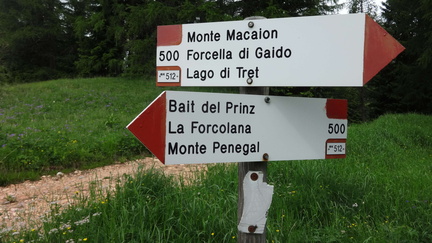 Monte Macaion
500 Forcella di Gaido
512 Lago di Tret
Bait del Prinz
La Forcolana 500
Monte Penegal 512